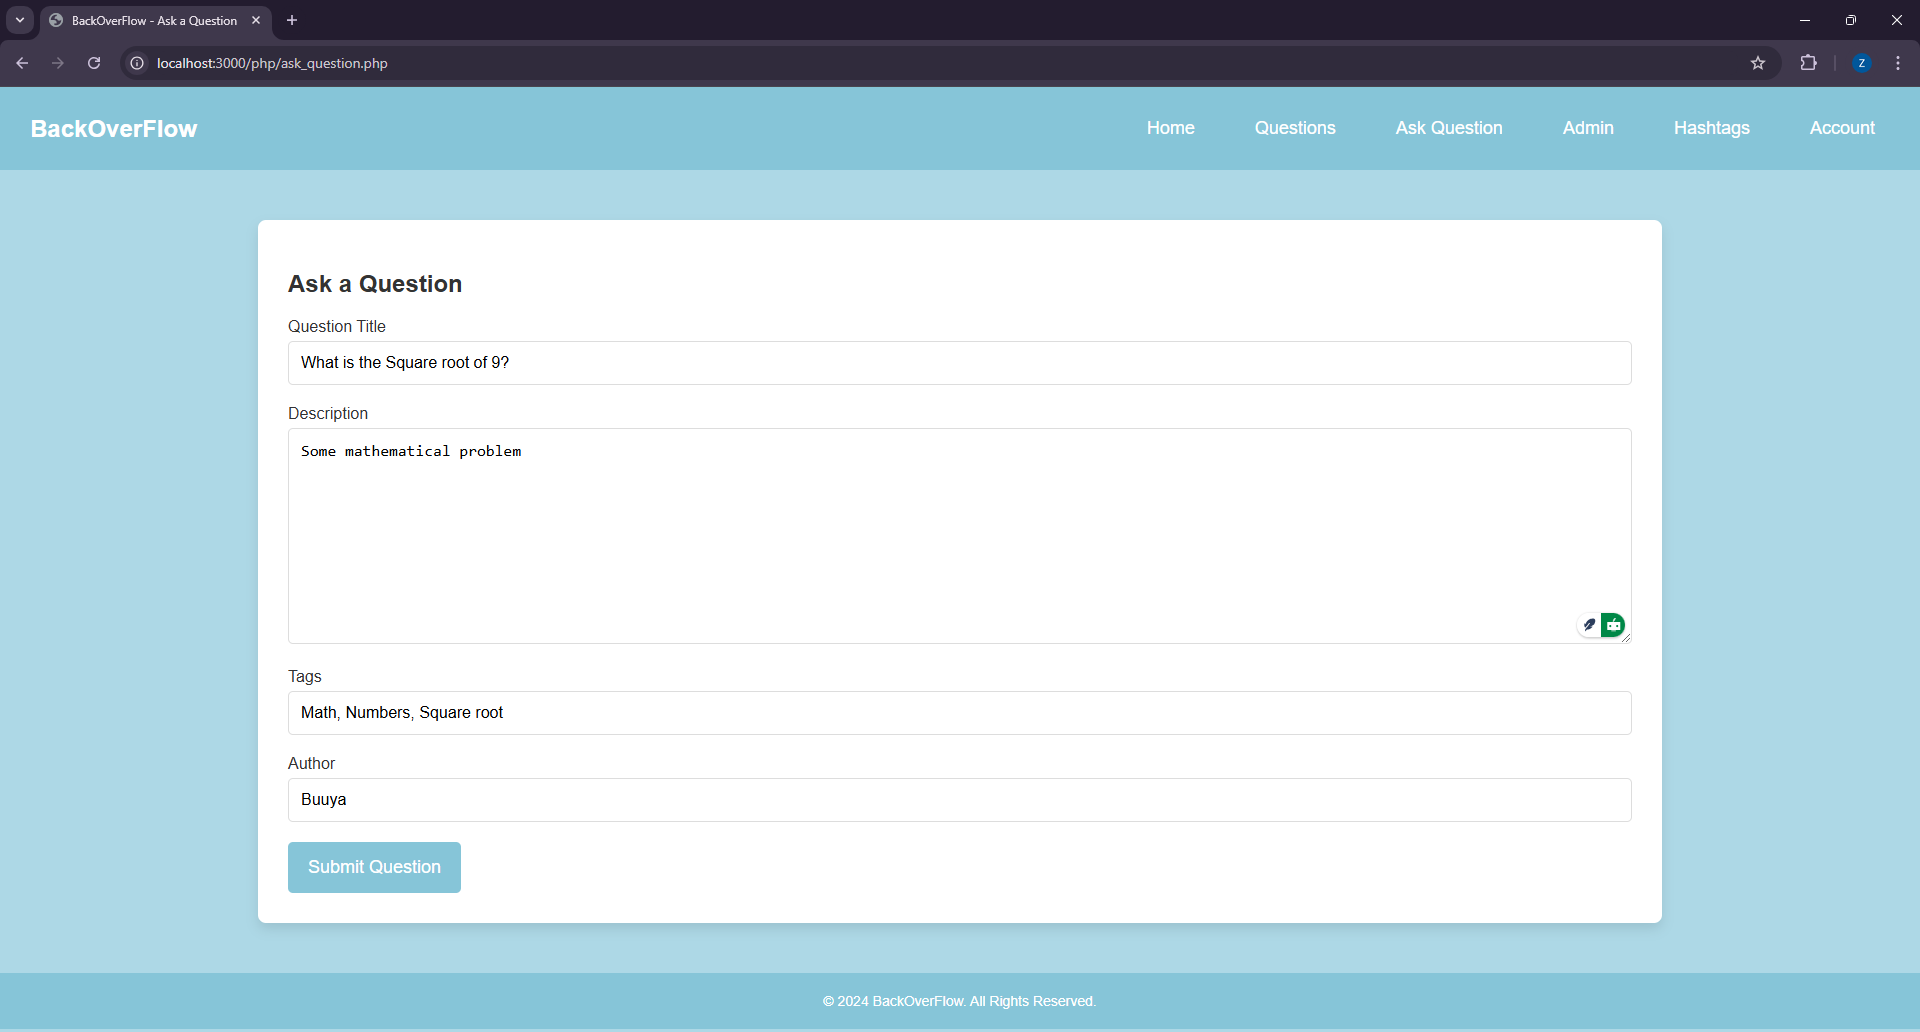 BackOverFlow - Ask a Question
localhost:3000/php/ask_question.php
Z
BackOverFlow
Home Questions Ask Question Admin Hashtags Account
Ask a Question
Question Title
What is the Square root of 9?
Description
Some mathematical problem
Tags
Math, Numbers, Square root
Author
Buuya
Submit Question
© 2024 BackOverFlow. All Rights Reserved.